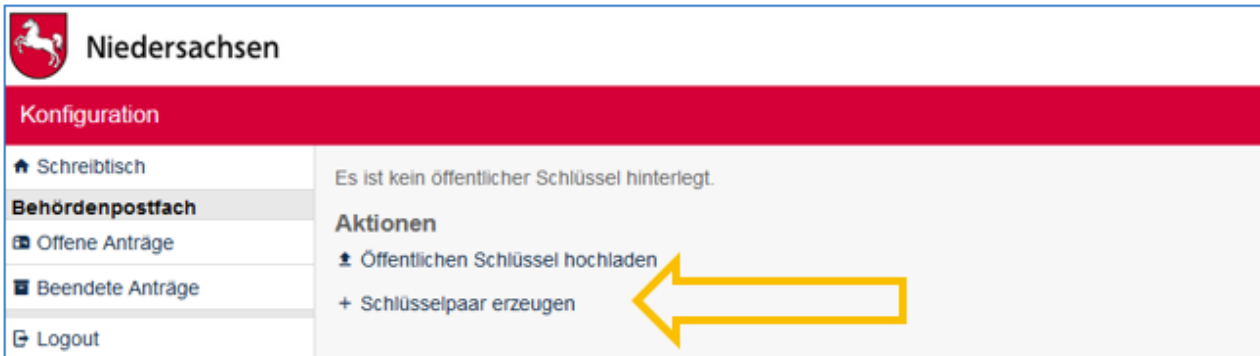 Niedersachsen
Konfiguration
Schreibtisch
Behördenpostfach
Offene Anträge
Beendete Anträge
Logout
Es ist kein öffentlicher Schlüssel hinterlegt.
Aktionen
Öffentlichen Schlüssel hochladen
+ Schlüsselpaar erzeugen